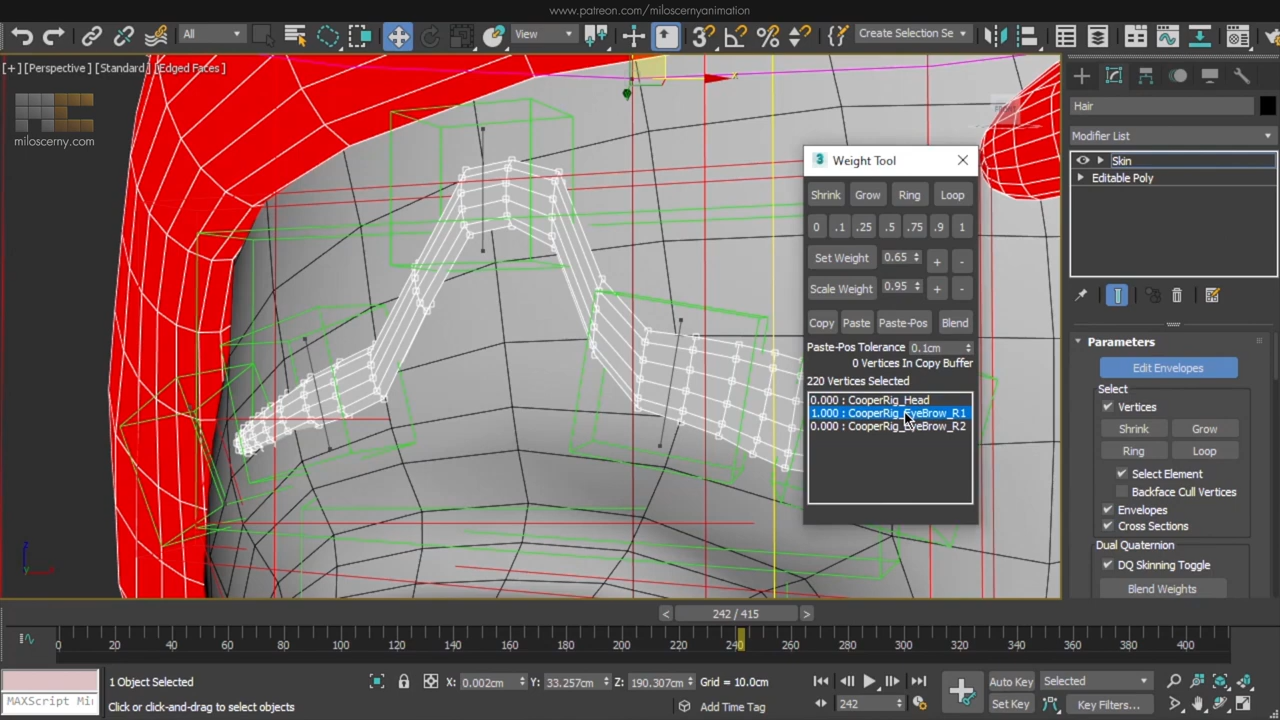 www.patreon.com/miloscernyanimation
All
View
Create Selection Se
[+] [Perspective] [Standard] [Edged Faces]
miloscerny.com
Hair
Modifier List
Skin
Editable Poly
Weight Tool
Shrink Grow Ring Loop
0 .1 .25 .5 .75 .9 1
Set Weight 0.65 + -
Scale Weight 0.95 + -
Copy Paste Paste-Pos Blend
Paste-Pos Tolerance 0.1cm
0 Vertices In Copy Buffer
220 Vertices Selected
0.000 : CooperRig_Head
1.000 : CooperRig_EyeBrow_R1
0.000 : CooperRig_EyeBrow_R2
Parameters
Edit Envelopes
Select
Vertices
Shrink Grow
Ring Loop
Select Element
Backface Cull Vertices
Envelopes
Cross Sections
Dual Quaternion
DQ Skinning Toggle
Blend Weights
< 242 / 415 >
0 20 40 60 80 100 120 140 160 180 200 220 240 260 280 300 320 340 360 380 400
1 Object Selected
X: 0.002cm Y: 33.257cm Z: 190.307cm Grid = 10.0cm
Auto Key Selected
MAXScript Mi
Click or click-and-drag to select objects
Add Time Tag
242
Set Key Key Filters...